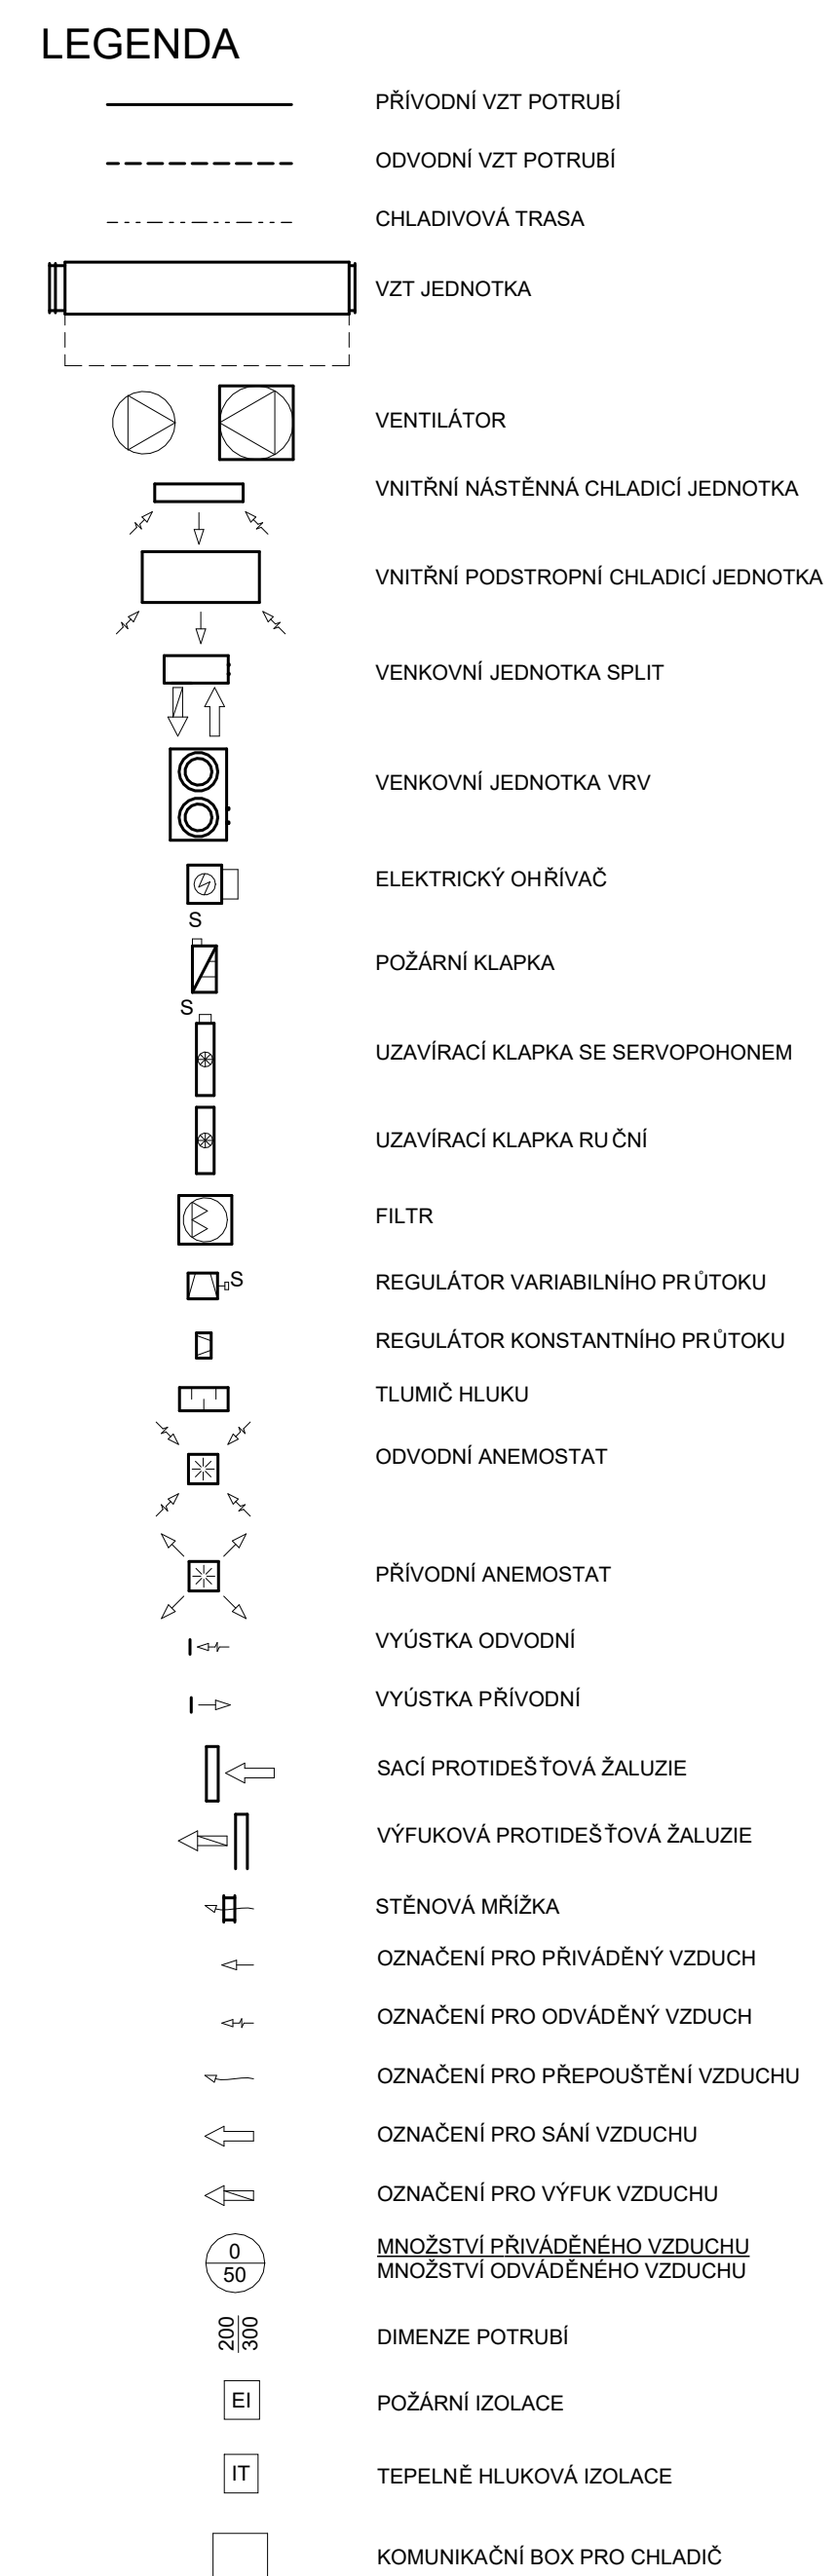 LEGENDA
PŘÍVODNÍ VZT POTRUBÍ
ODVODNÍ VZT POTRUBÍ
CHLADIVOVÁ TRASA
VZT JEDNOTKA
VENTILÁTOR
VNITŘNÍ NÁSTĚNNÁ CHLADICÍ JEDNOTKA
VNITŘNÍ PODSTROPNÍ CHLADICÍ JEDNOTKA
VENKOVNÍ JEDNOTKA SPLIT
VENKOVNÍ JEDNOTKA VRV
ELEKTRICKÝ OHŘÍVAČ
S
POŽÁRNÍ KLAPKA
S
UZAVÍRACÍ KLAPKA SE SERVOPOHONEM
UZAVÍRACÍ KLAPKA RUČNÍ
FILTR
S REGULÁTOR VARIABILNÍHO PRŮTOKU
REGULÁTOR KONSTANTNÍHO PRŮTOKU
TLUMIČ HLUKU
ODVODNÍ ANEMOSTAT
PŘÍVODNÍ ANEMOSTAT
VYÚSTKA ODVODNÍ
VYÚSTKA PŘÍVODNÍ
SACÍ PROTIDEŠŤOVÁ ŽALUZIE
VÝFUKOVÁ PROTIDEŠŤOVÁ ŽALUZIE
STĚNOVÁ MŘÍŽKA
OZNAČENÍ PRO PŘIVÁDĚNÝ VZDUCH
OZNAČENÍ PRO ODVÁDĚNÝ VZDUCH
OZNAČENÍ PRO PŘEPOUŠTĚNÍ VZDUCHU
OZNAČENÍ PRO SÁNÍ VZDUCHU
OZNAČENÍ PRO VÝFUK VZDUCHU
0 MNOŽSTVÍ PŘIVÁDĚNÉHO VZDUCHU
50 MNOŽSTVÍ ODVÁDĚNÉHO VZDUCHU
200
300
DIMENZE POTRUBÍ
EI POŽÁRNÍ IZOLACE
IT TEPELNĚ HLUKOVÁ IZOLACE
KOMUNIKAČNÍ BOX PRO CHLADIČ